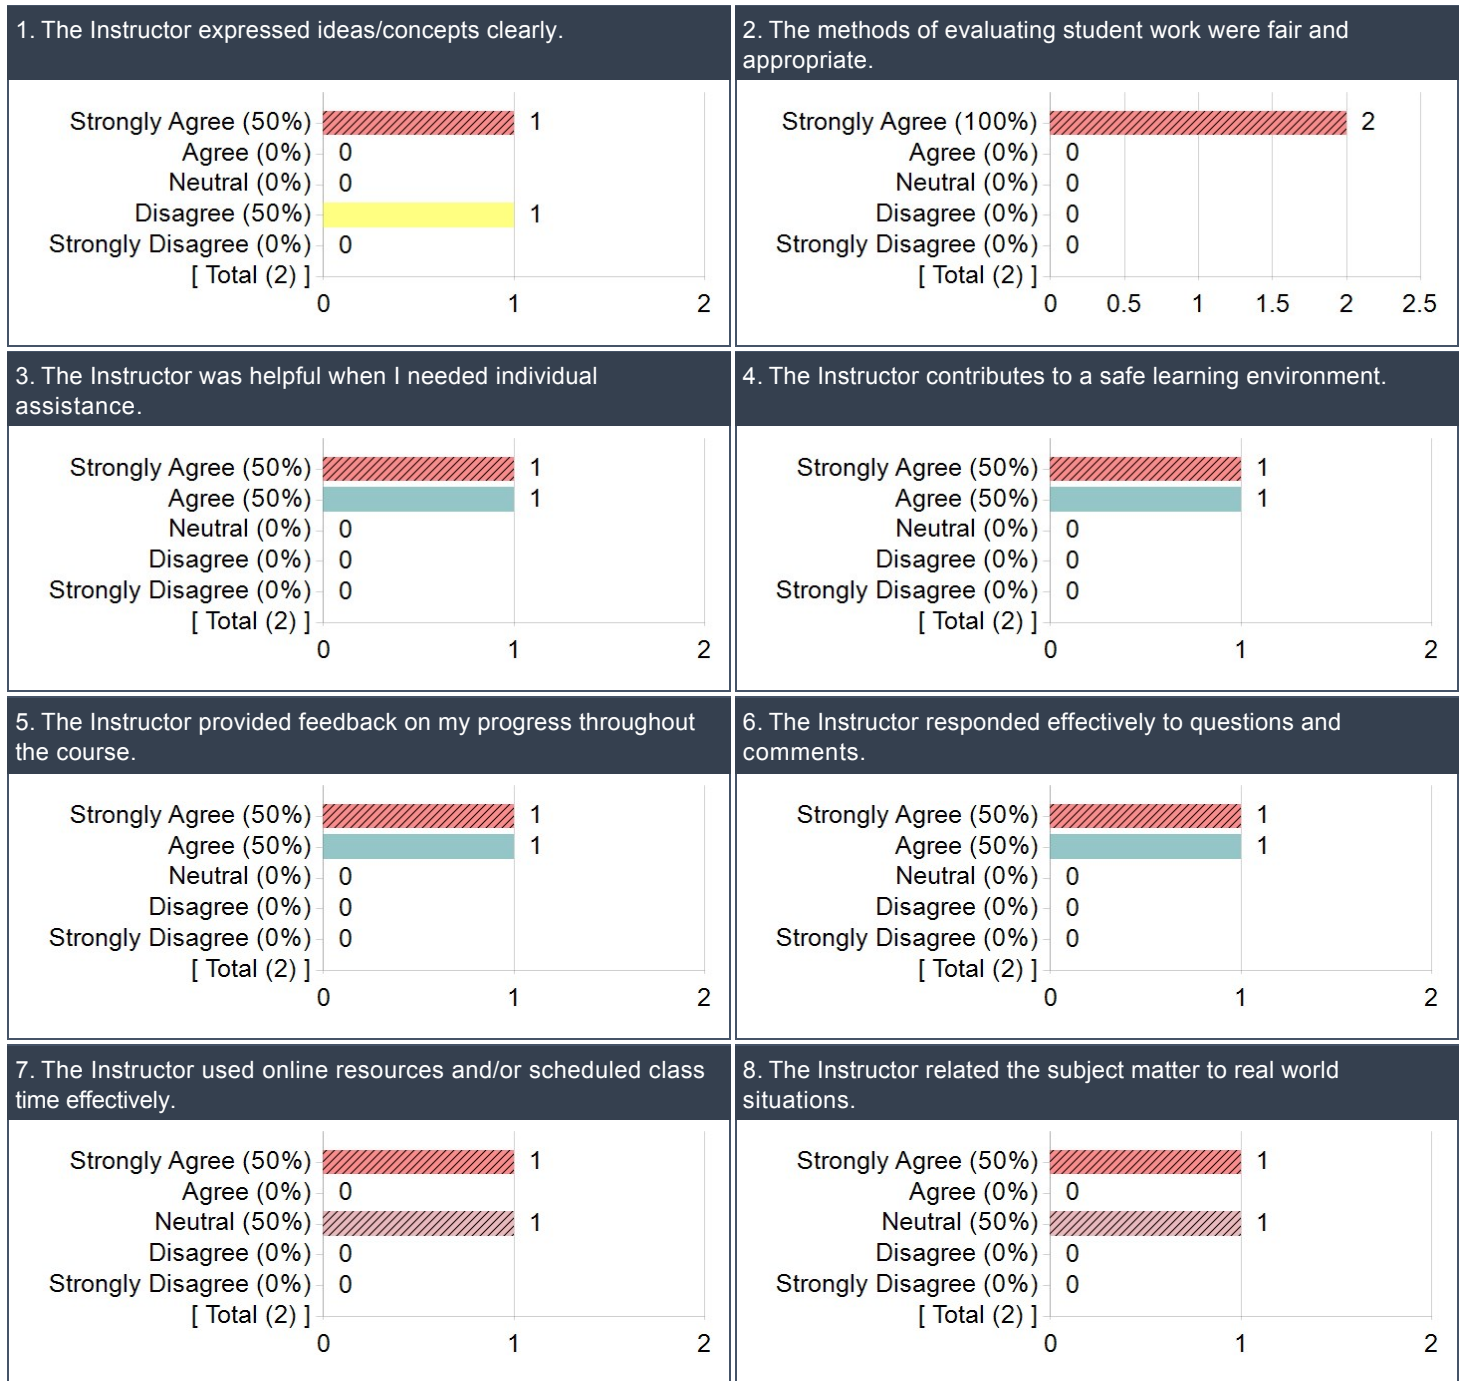 1. The Instructor expressed ideas/concepts clearly.
Strongly Agree (50%) 1
Agree (0%) 0
Neutral (0%) 0
Disagree (50%) 1
Strongly Disagree (0%) 0
[ Total (2) ]
0 1 2
2. The methods of evaluating student work were fair and
appropriate.
Strongly Agree (100%) 2
Agree (0%) 0
Neutral (0%) 0
Disagree (0%) 0
Strongly Disagree (0%) 0
[ Total (2) ]
0 0.5 1 1.5 2 2.5
3. The Instructor was helpful when I needed individual
assistance.
Strongly Agree (50%) 1
Agree (50%) 1
Neutral (0%) 0
Disagree (0%) 0
Strongly Disagree (0%) 0
[ Total (2) ]
0 1 2
4. The Instructor contributes to a safe learning environment.
Strongly Agree (50%) 1
Agree (50%) 1
Neutral (0%) 0
Disagree (0%) 0
Strongly Disagree (0%) 0
[ Total (2) ]
0 1 2
5. The Instructor provided feedback on my progress throughout
the course.
Strongly Agree (50%) 1
Agree (50%) 1
Neutral (0%) 0
Disagree (0%) 0
Strongly Disagree (0%) 0
[ Total (2) ]
0 1 2
6. The Instructor responded effectively to questions and
comments.
Strongly Agree (50%) 1
Agree (50%) 1
Neutral (0%) 0
Disagree (0%) 0
Strongly Disagree (0%) 0
[ Total (2) ]
0 1 2
7. The Instructor used online resources and/or scheduled class
time effectively.
Strongly Agree (50%) 1
Agree (0%) 0
Neutral (50%) 1
Disagree (0%) 0
Strongly Disagree (0%) 0
[ Total (2) ]
0 1 2
8. The Instructor related the subject matter to real world
situations.
Strongly Agree (50%) 1
Agree (0%) 0
Neutral (50%) 1
Disagree (0%) 0
Strongly Disagree (0%) 0
[ Total (2) ]
0 1 2